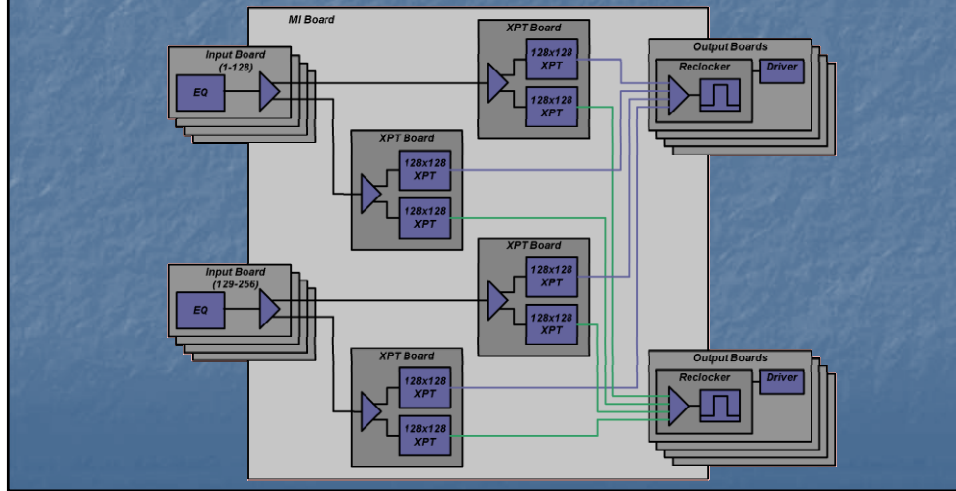 MI Board
XPT Board
Output Boards
Input Board
(1-128)
EQ
128x128
XPT
128x128
XPT
Reclocker
Driver
XPT Board
128x128
XPT
128x128
XPT
XPT Board
Input Board
(129-256)
EQ
128x128
XPT
128x128
XPT
XPT Board
128x128
XPT
128x128
XPT
Output Boards
Reclocker
Driver